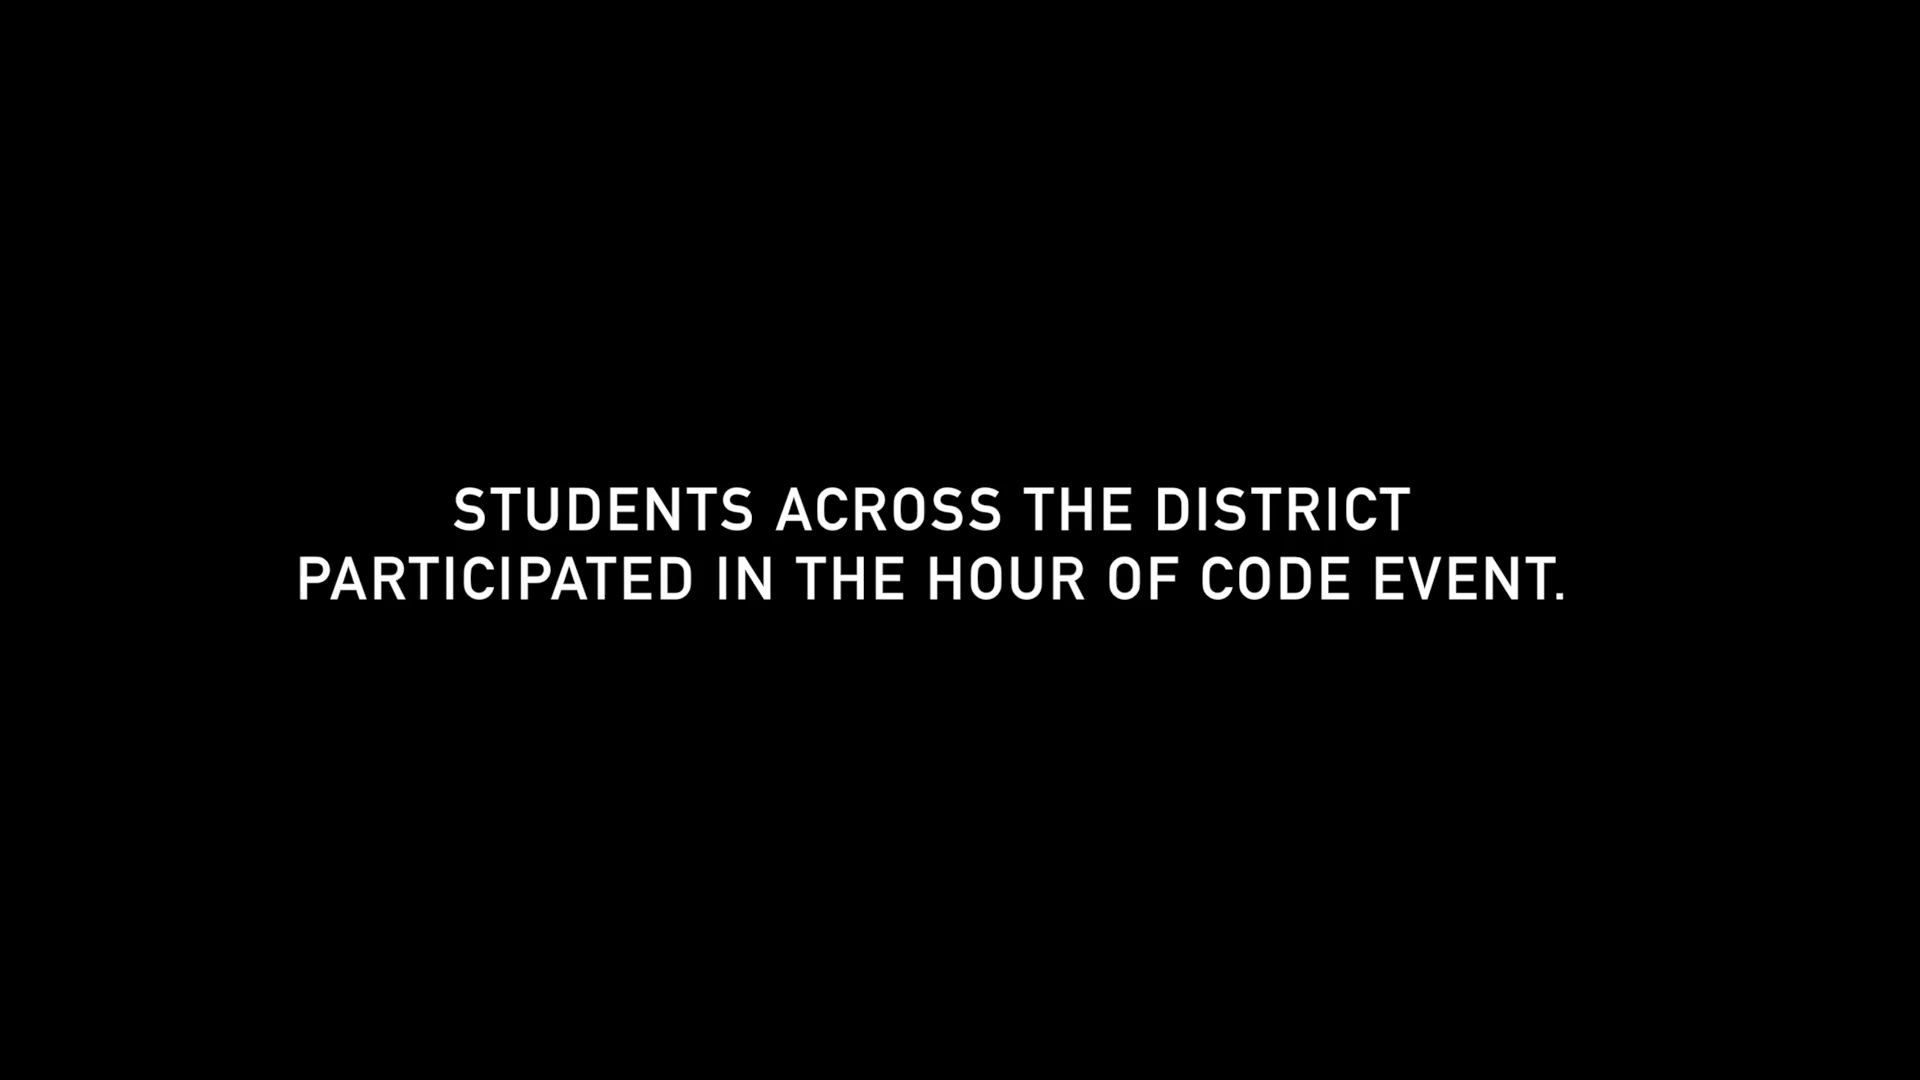 STUDENTS ACROSS THE DISTRICT
PARTICIPATED IN THE HOUR OF CODE EVENT.